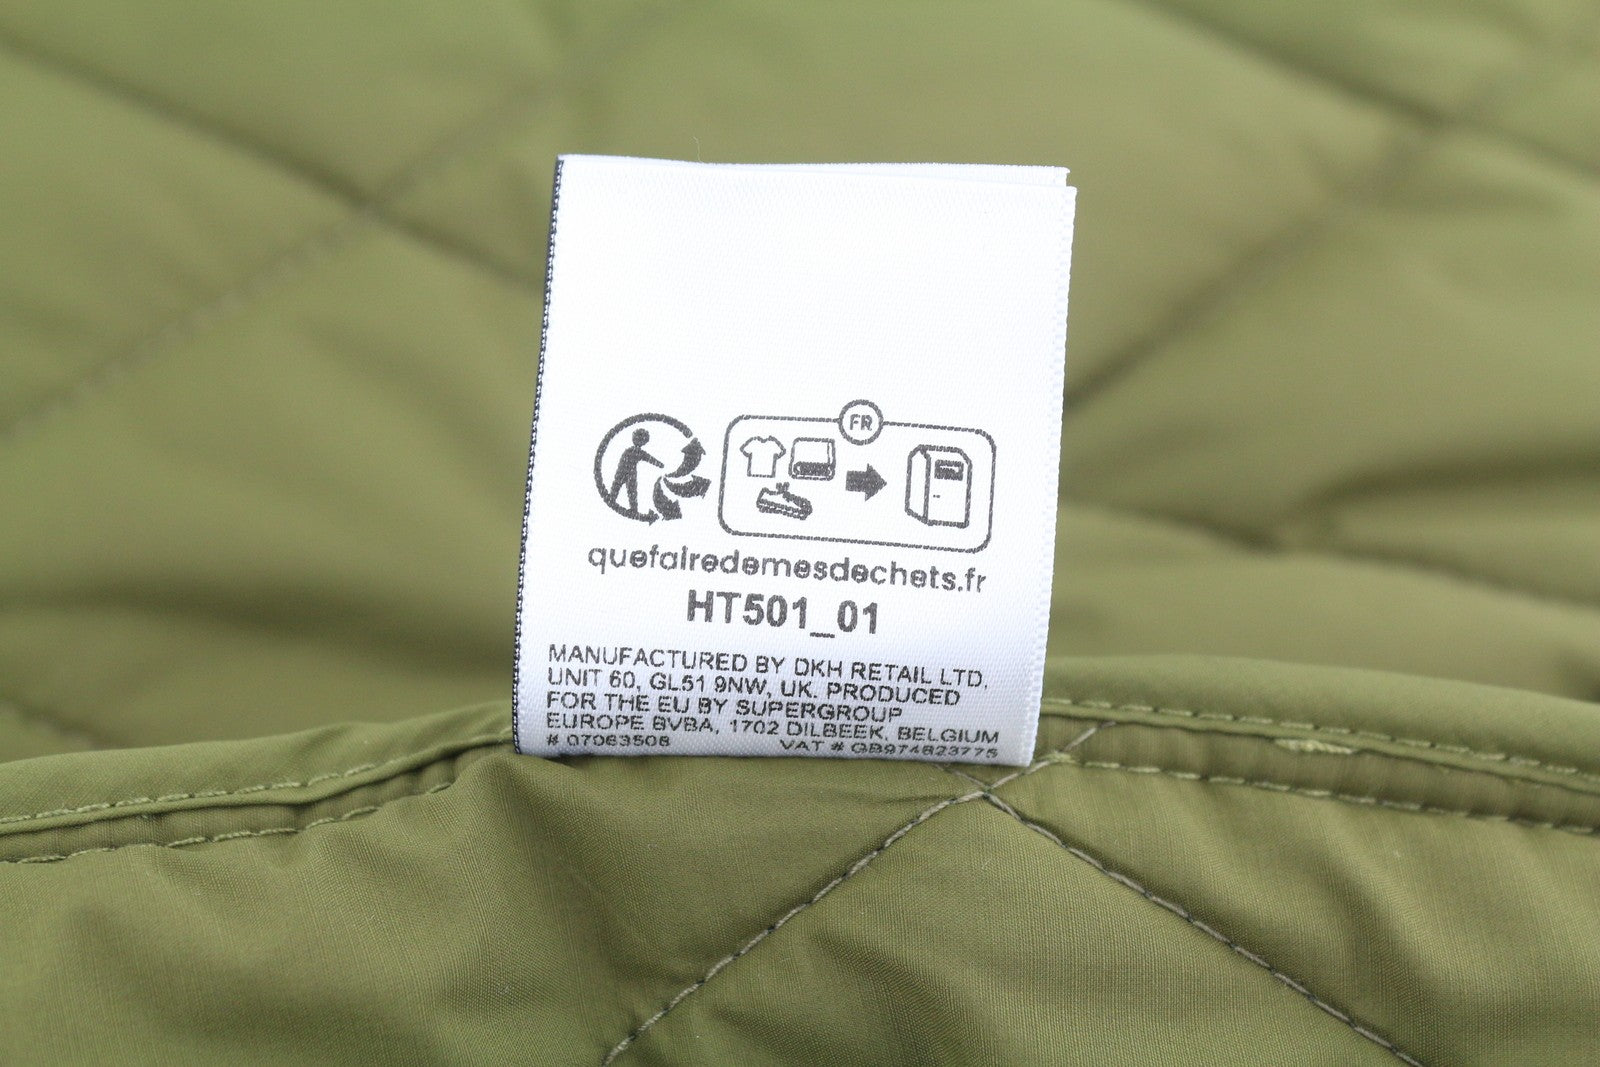 FR
quefairedemesdechets.fr
HT501_01
MANUFACTURED BY DKH RETAIL LTD,
UNIT 60, GL51 9NW, UK. PRODUCED
FOR THE EU BY SUPERGROUP
EUROPE BVBA, 1702 DILBEEK, BELGIUM
# 07063508 VAT # GB974623775